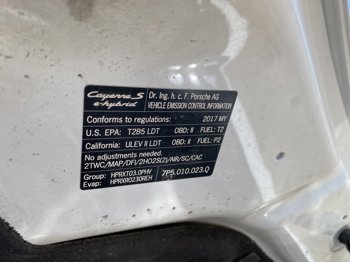 Cayenne S
e-hybrid
Dr. Ing. h. c. F. Porsche AG
VEHICLE EMISSION CONTROL INFORMATION
Conforms to regulations: 2017 MY
U.S. EPA: T2B5 LDT OBD: II FUEL: T2
California: ULEV II LDT OBD: II FUEL: P2
No adjustments needed
2TWC/MAP/DFI/2HO2S(2)/AIR/SC/CAC
Group: HPRXT03.0PHV
Evap: HPRXR0230REH
7P5.010.023.Q